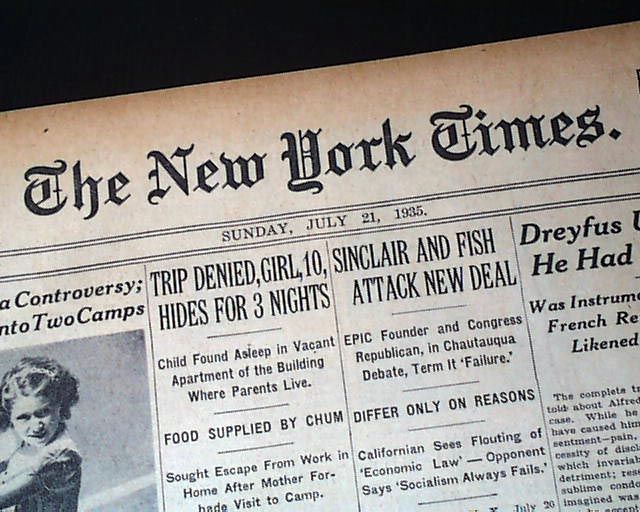 The New York Times.
SUNDAY, JULY 21, 1935.
a Controversy;
nto Two Camps
TRIP DENIED, GIRL, 10,
HIDES FOR 3 NIGHTS
Child Found Asleep in Vacant
Apartment of the Building
Where Parents Live.
FOOD SUPPLIED BY CHUM
Sought Escape From Work in
Home After Mother For-
bade Visit to Camp.
SINCLAIR AND FISH
ATTACK NEW DEAL
EPIC Founder and Congress
Republican, in Chautauqua
Debate, Term It 'Failure.'
DIFFER ONLY ON REASONS
Californian Sees Flouting of
'Economic Law'—Opponent
Says 'Socialism Always Fails.'
July 20
Dreyfus
He Had
Was Instrum
French Re
Likened
The complete tr
told about Alfred
case. While he
have caused him
sentment—pain
cessity of discl
which invariab
detriment; re
sublime condo
imagined was